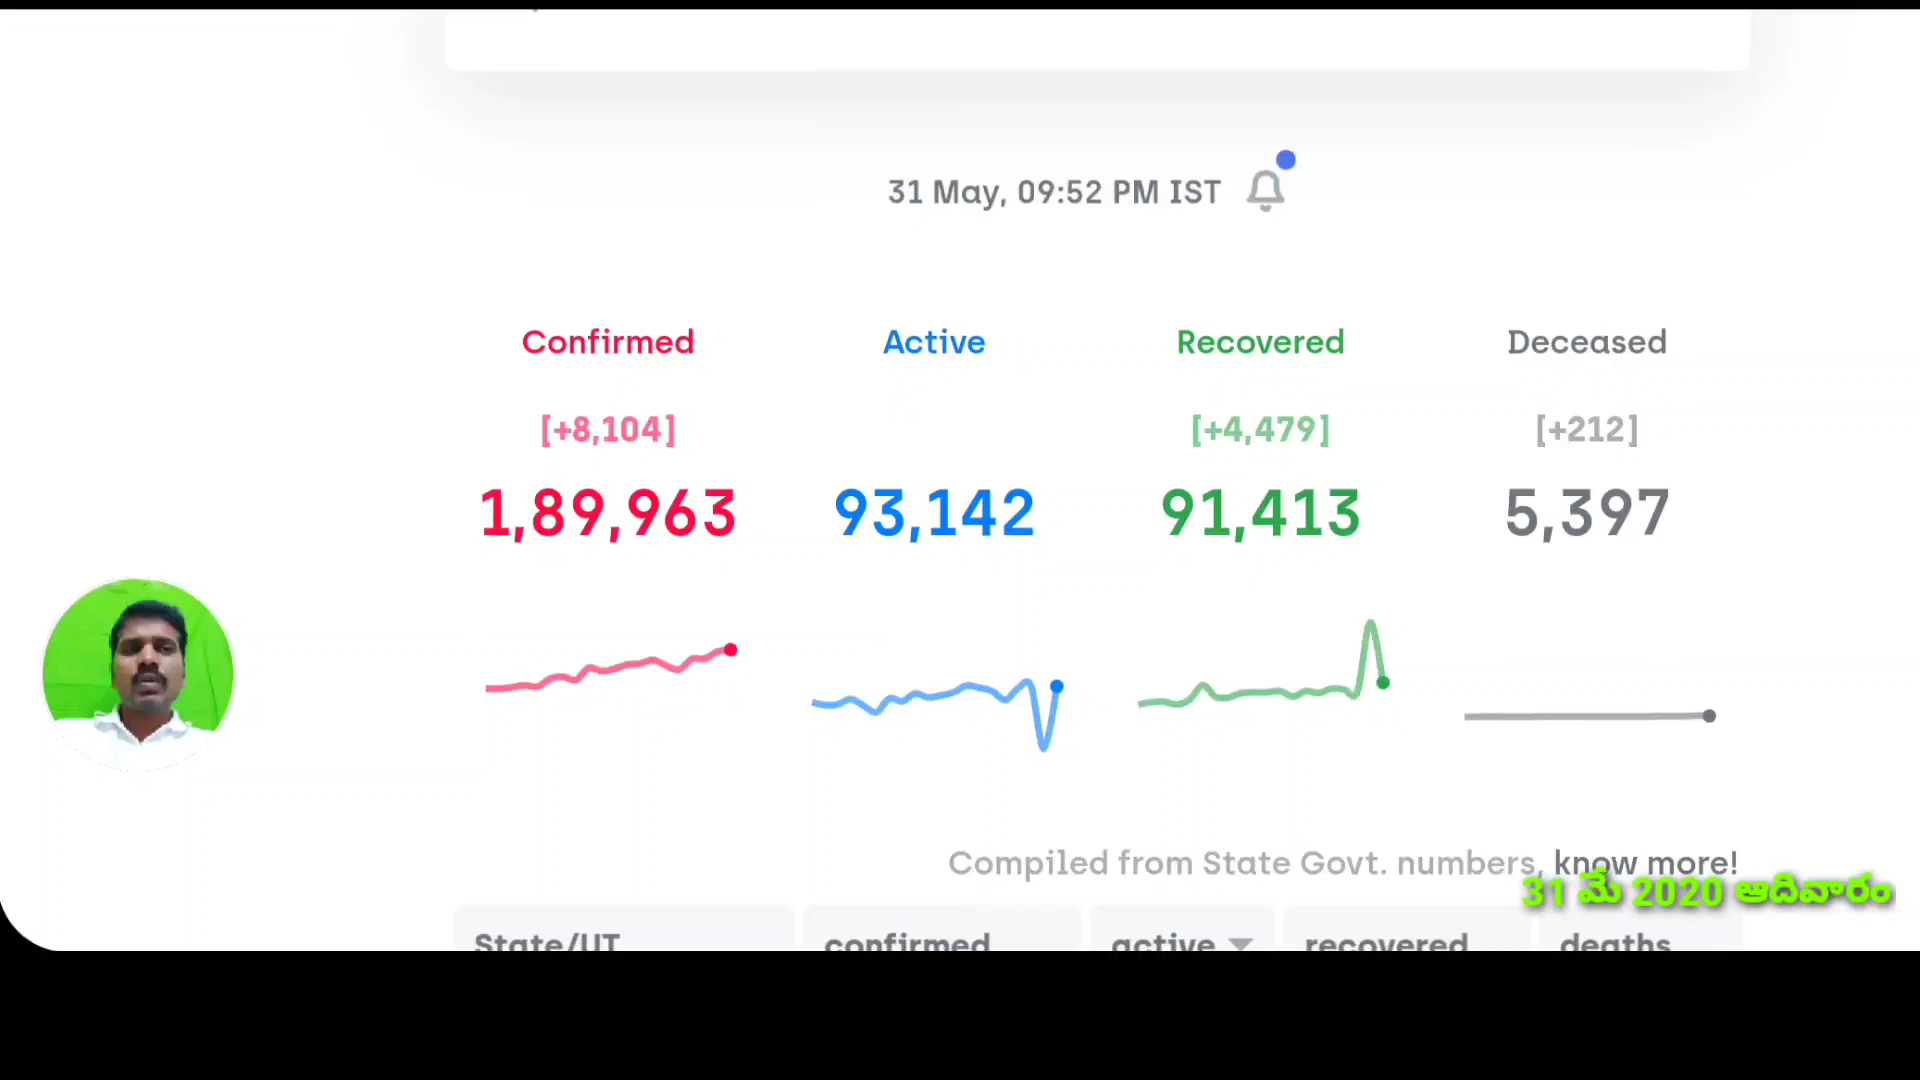 31 May, 09:52 PM IST
Confirmed Active Recovered Deceased
[+8,104] [+4,479] [+212]
1,89,963 93,142 91,413 5,397
Compiled from State Govt. numbers, know more!
31 మే 2020 ఆదివారం
State/UT confirmed active recovered deaths